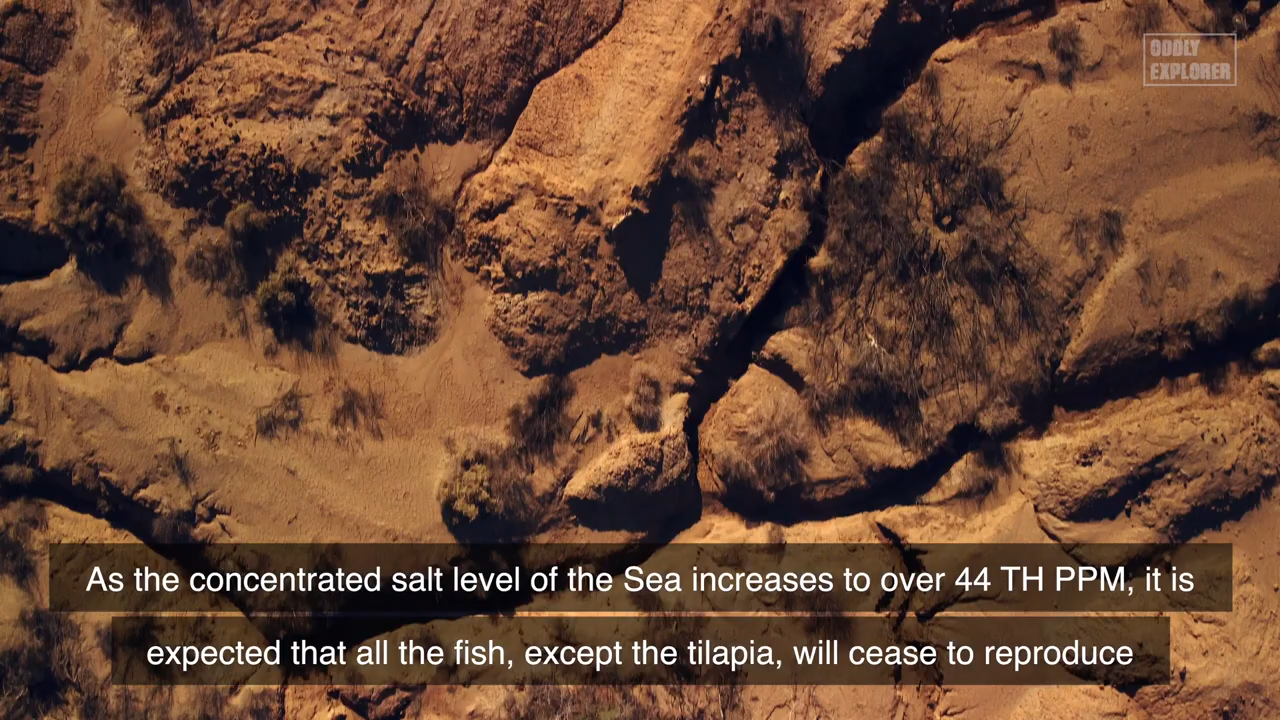 ODDLY
EXPLORER
As the concentrated salt level of the Sea increases to over 44 TH PPM, it is
expected that all the fish, except the tilapia, will cease to reproduce